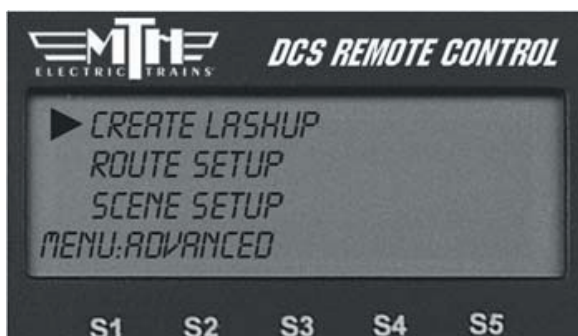 MTH DCS REMOTE CONTROL
ELECTRIC TRAINS
CREATE LASHUP
ROUTE SETUP
SCENE SETUP
MENU:ADVANCED
S1 S2 S3 S4 S5